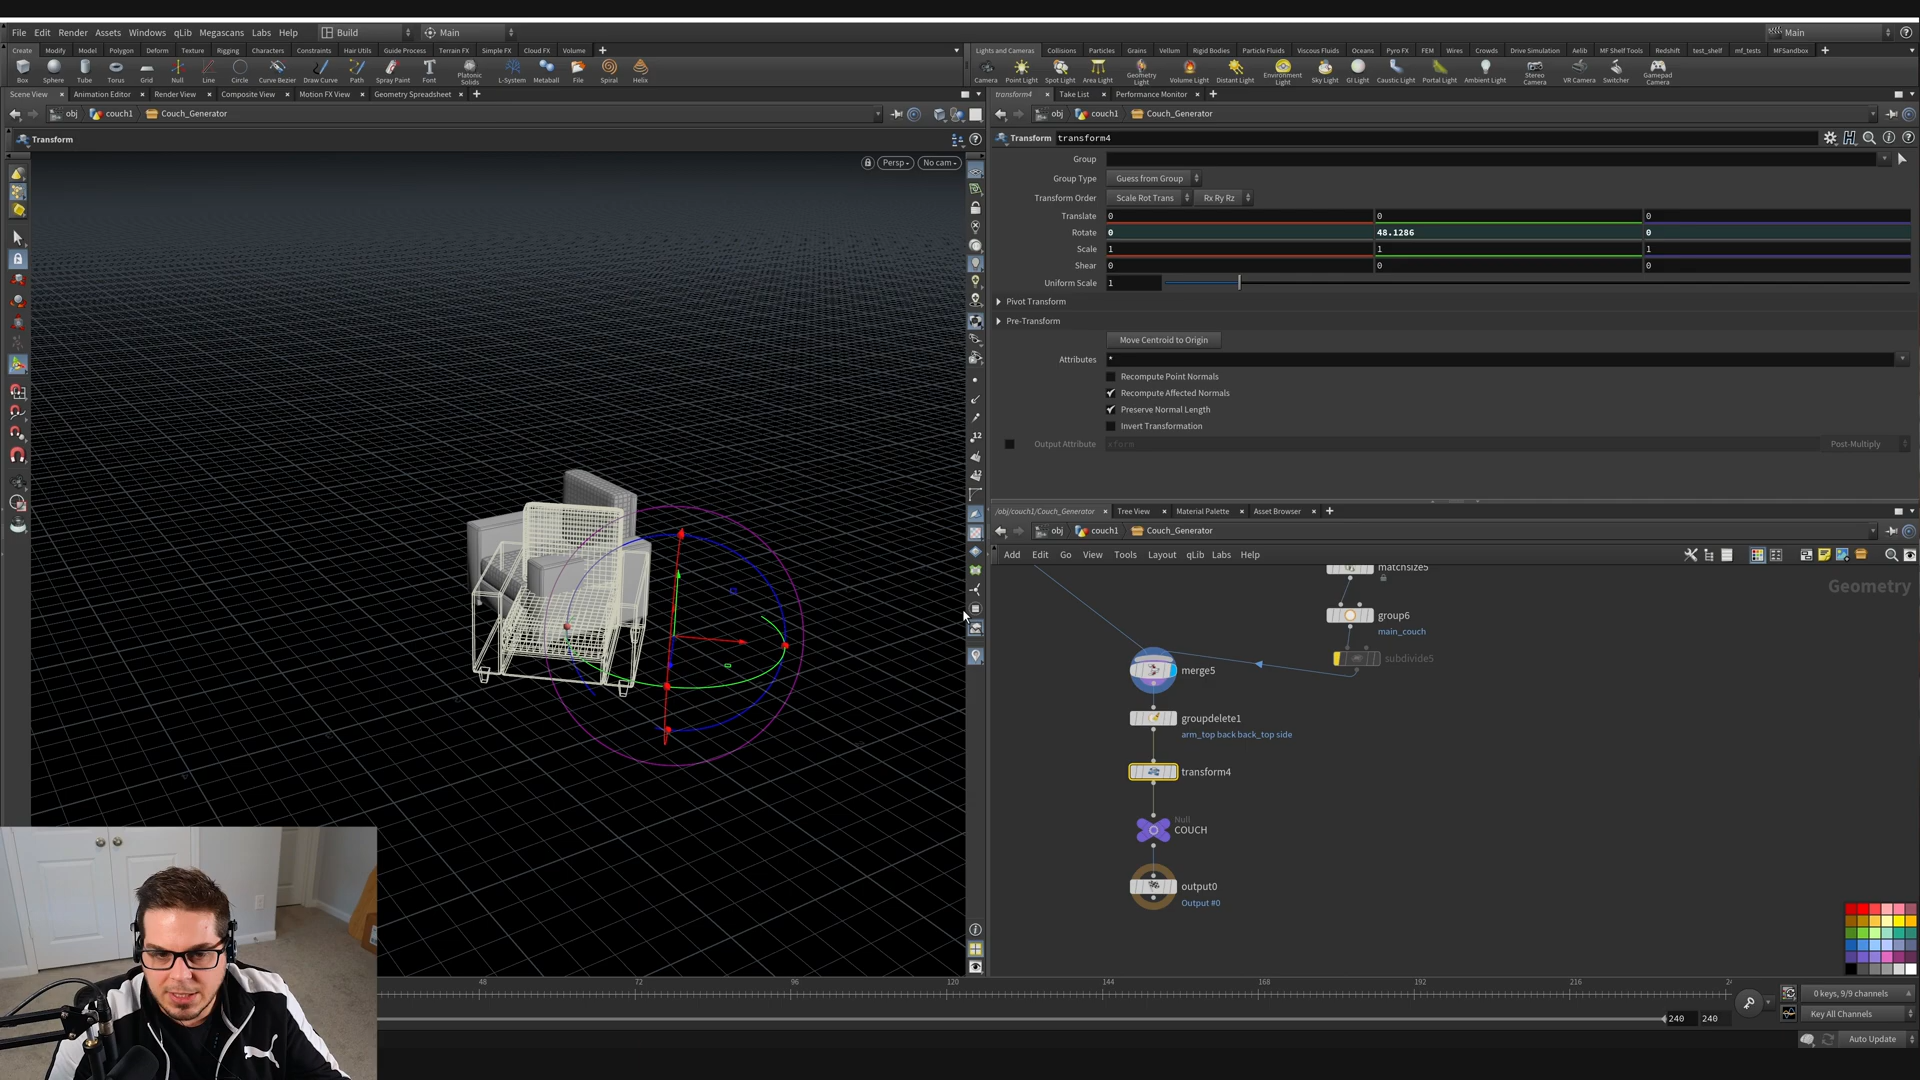 File Edit Render Assets Windows qLib Megascans Labs Help Build Main Main
Create Modify Model Polygon Deform Texture Rigging Characters Constraints Hair Utils Guide Process Terrain FX Simple FX Cloud FX Volume
Lights and Cameras Collisions Particles Grains Vellum Rigid Bodies Particle Fluids Viscous Fluids Oceans Pyro FX FEM Wires Crowds Drive Simulation Aelib MF Shelf Tools Redshift test_shelf mf_tests MFSandbox
Box Sphere Tube Torus Grid Null Line Circle Curve Bezier Draw Curve Path Spray Paint Font Platonic Solids L-System Metaball File Spiral Helix
Camera Point Light Spot Light Area Light Geometry Light Volume Light Distant Light Environment Light Sky Light GI Light Caustic Light Portal Light Ambient Light Stereo Camera VR Camera Switcher Gamepad Camera
Scene View Animation Editor Render View Composite View Motion FX View Geometry Spreadsheet
transform4 Take List Performance Monitor
obj couch1 Couch_Generator
obj couch1 Couch_Generator
Transform
Persp No cam
Transform transform4
Group
Group Type Guess from Group
Transform Order Scale Rot Trans Rx Ry Rz
Translate 0 0 0
Rotate 0 48.1286 0
Scale 1 1 1
Shear 0 0 0
Uniform Scale 1
Pivot Transform
Pre-Transform
Move Centroid to Origin
Attributes *
Recompute Point Normals
Recompute Affected Normals
Preserve Normal Length
Invert Transformation
Output Attribute xform Post-Multiply
/obj/couch1/Couch_Generator Tree View Material Palette Asset Browser
obj couch1 Couch_Generator
Add Edit Go View Tools Layout qLib Labs Help
Geometry
matchsize5
group6
main_couch
subdivide5
merge5
groupdelete1
arm_top back back_top side
transform4
Null
COUCH
output0
Output #0
48 72 96 120 144 168 192 216
240 240
0 keys, 9/9 channels
Key All Channels
Auto Update